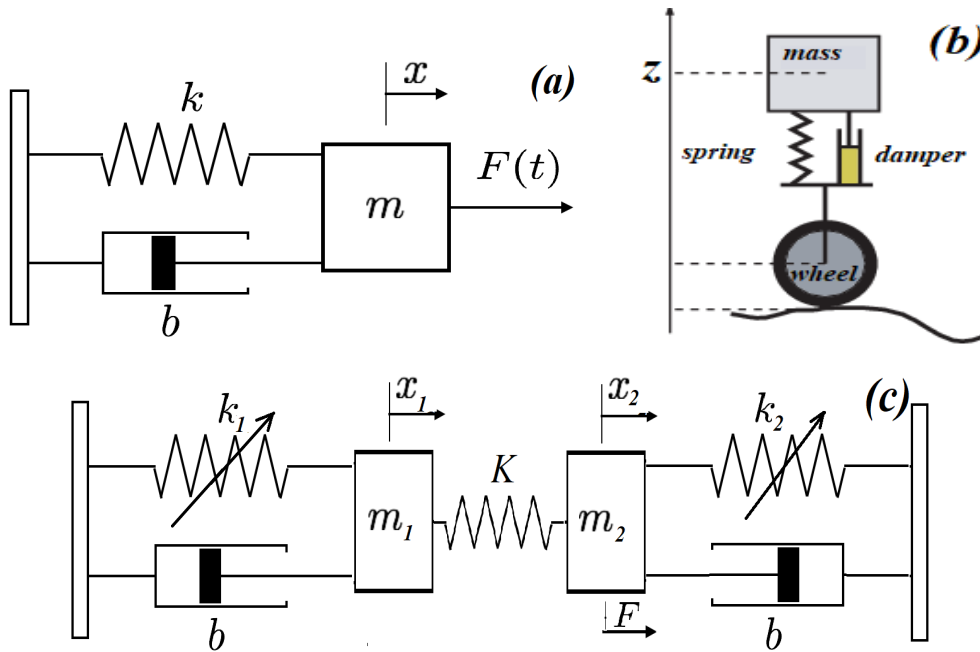 (a)
x
k
F(t)
m
b
(b)
mass
z
spring
damper
wheel
(c)
x₁
x₂
k₁
k₂
K
m₁
m₂
F
b
b